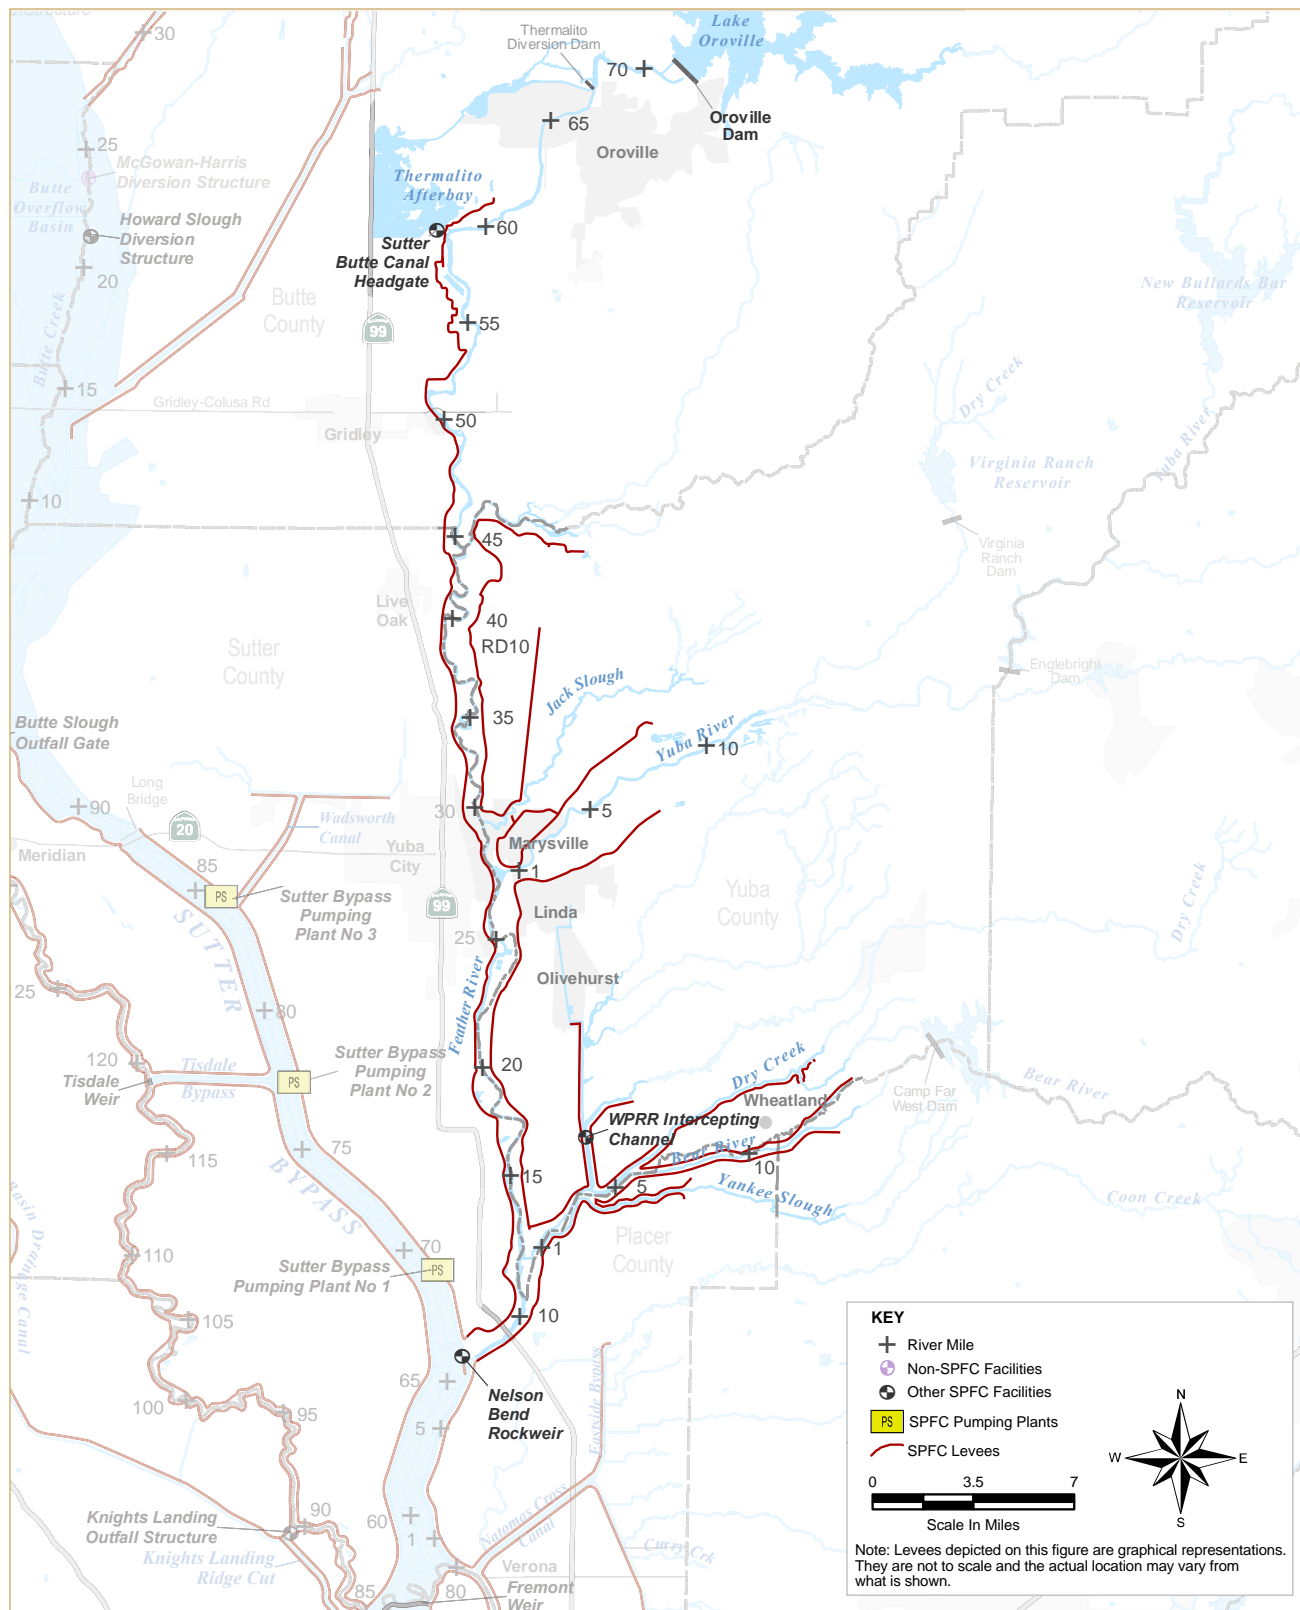 Lake
Oroville
Thermalito
Diversion Dam
70
30
Oroville
Dam
65
Oroville
25
McGowan-Harris
Diversion Structure
Butte
Overflow
Basin
Thermalito
Afterbay
Howard Slough
Diversion
Structure
60
Sutter
Butte Canal
Headgate
20
Butte
County
New Bullards Bar
Reservoir
99
55
Butte Creek
15
Dry Creek
Gridley-Colusa Rd
50
Gridley
Yuba River
Virginia Ranch
Reservoir
10
45
Virginia
Ranch
Dam
Live
Oak
40
RD10
Sutter
County
Englebright
Dam
Jack Slough
35
Butte Slough
Outfall Gate
Yuba River
10
Long
Bridge
90
30
5
20
Wadsworth
Canal
Marysville
Meridian
Yuba
City
85
1
PS
Sutter Bypass
Pumping
Plant No 3
99
Linda
Yuba
County
Dry Creek
SUTTER
25
Olivehurst
25
Feather River
80
120
Tisdale
Weir
Tisdale
Bypass
PS
Sutter Bypass
Pumping
Plant No 2
20
Dry Creek
Bear River
Camp Far
West Dam
Wheatland
WPRR Intercepting
Channel
115
75
BYPASS
15
Bear River
10
5
Yankee Slough
Coon Creek
Basin Drainage Canal
110
70
1
Placer
County
Sutter Bypass
Pumping Plant No 1
PS
105
10
65
100
95
5
Nelson
Bend
Rockweir
Eastside Bypass
Knights Landing
Outfall Structure
90
60
1
Natomas Cross
Canal
Curry Crk
Knights Landing
Ridge Cut
85
80
Verona
Fremont
Weir
KEY
River Mile
Non-SPFC Facilities
Other SPFC Facilities
PS SPFC Pumping Plants
SPFC Levees
0 3.5 7
Scale In Miles
N
W E
S
Note: Levees depicted on this figure are graphical representations.
They are not to scale and the actual location may vary from
what is shown.